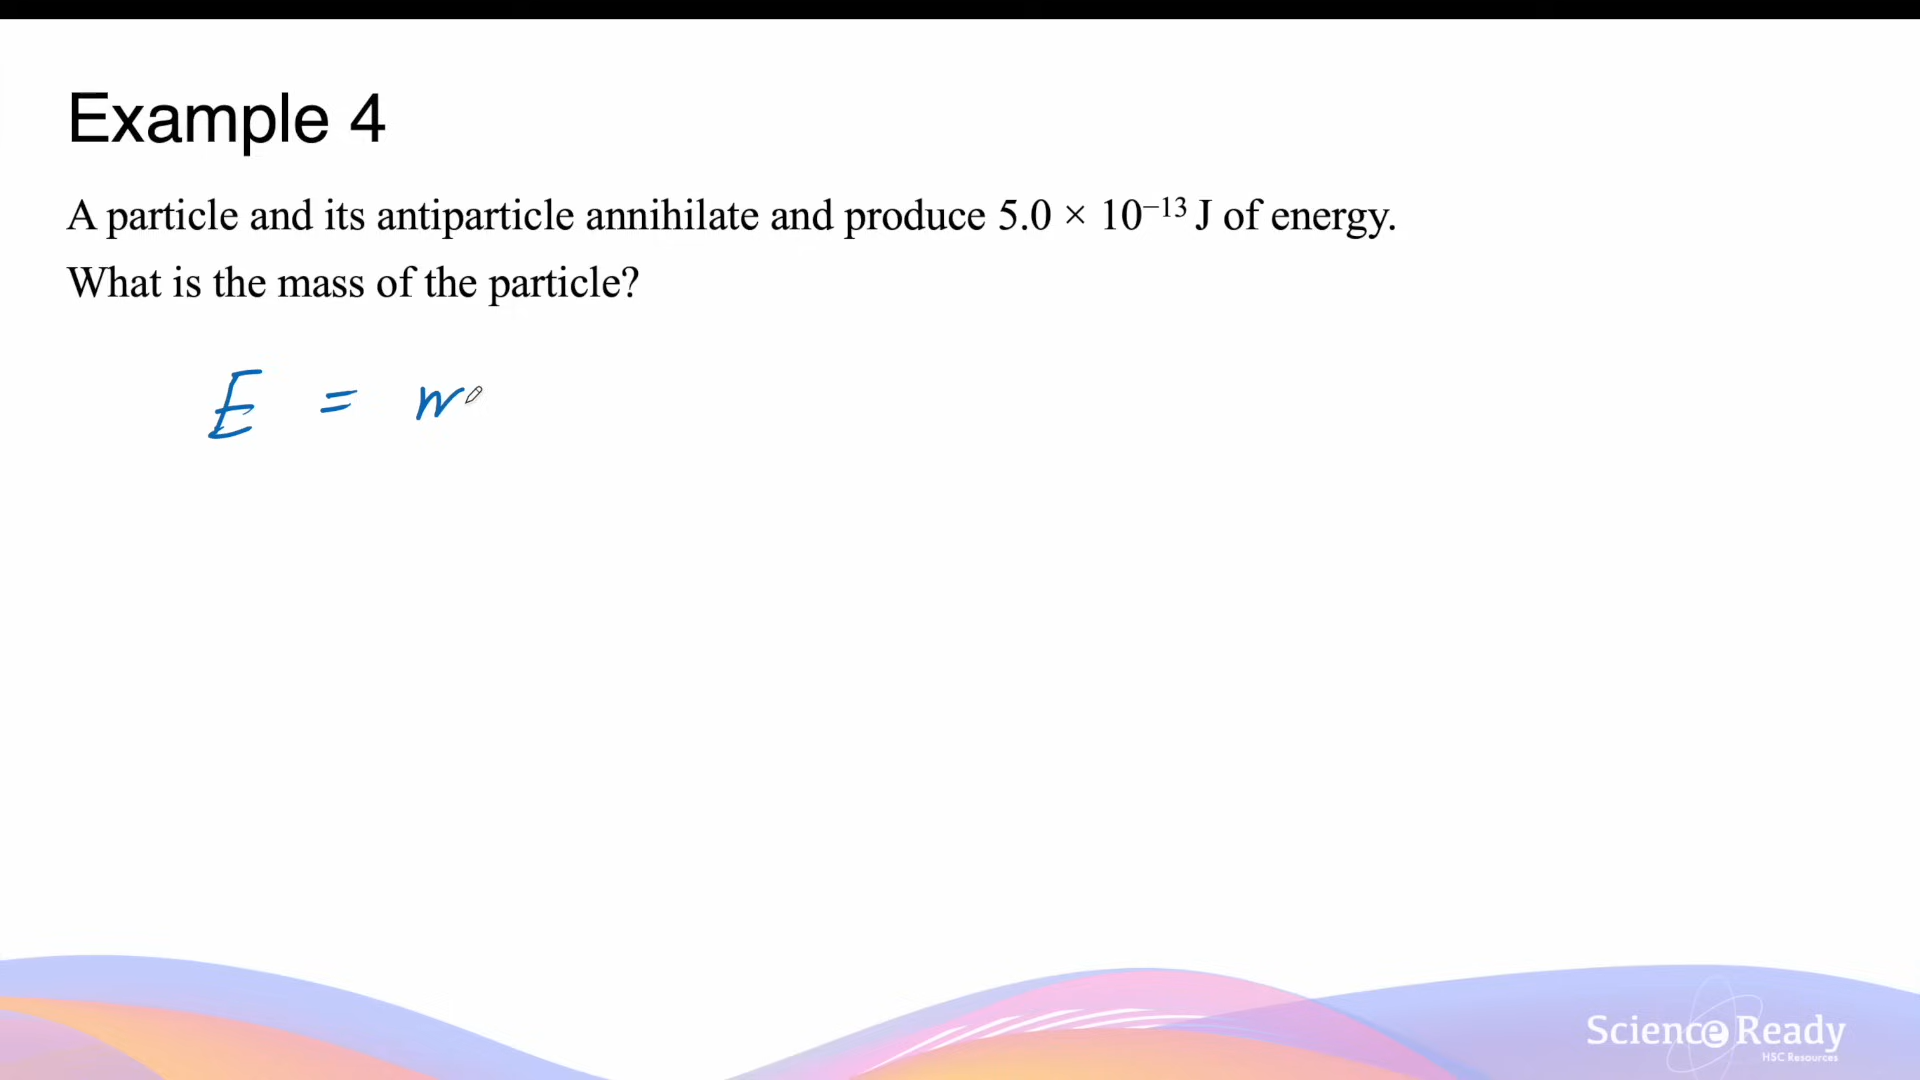 Example 4
A particle and its antiparticle annihilate and produce 5.0 × 10⁻¹³ J of energy.
What is the mass of the particle?
E = m
Science Ready
HSC Resources